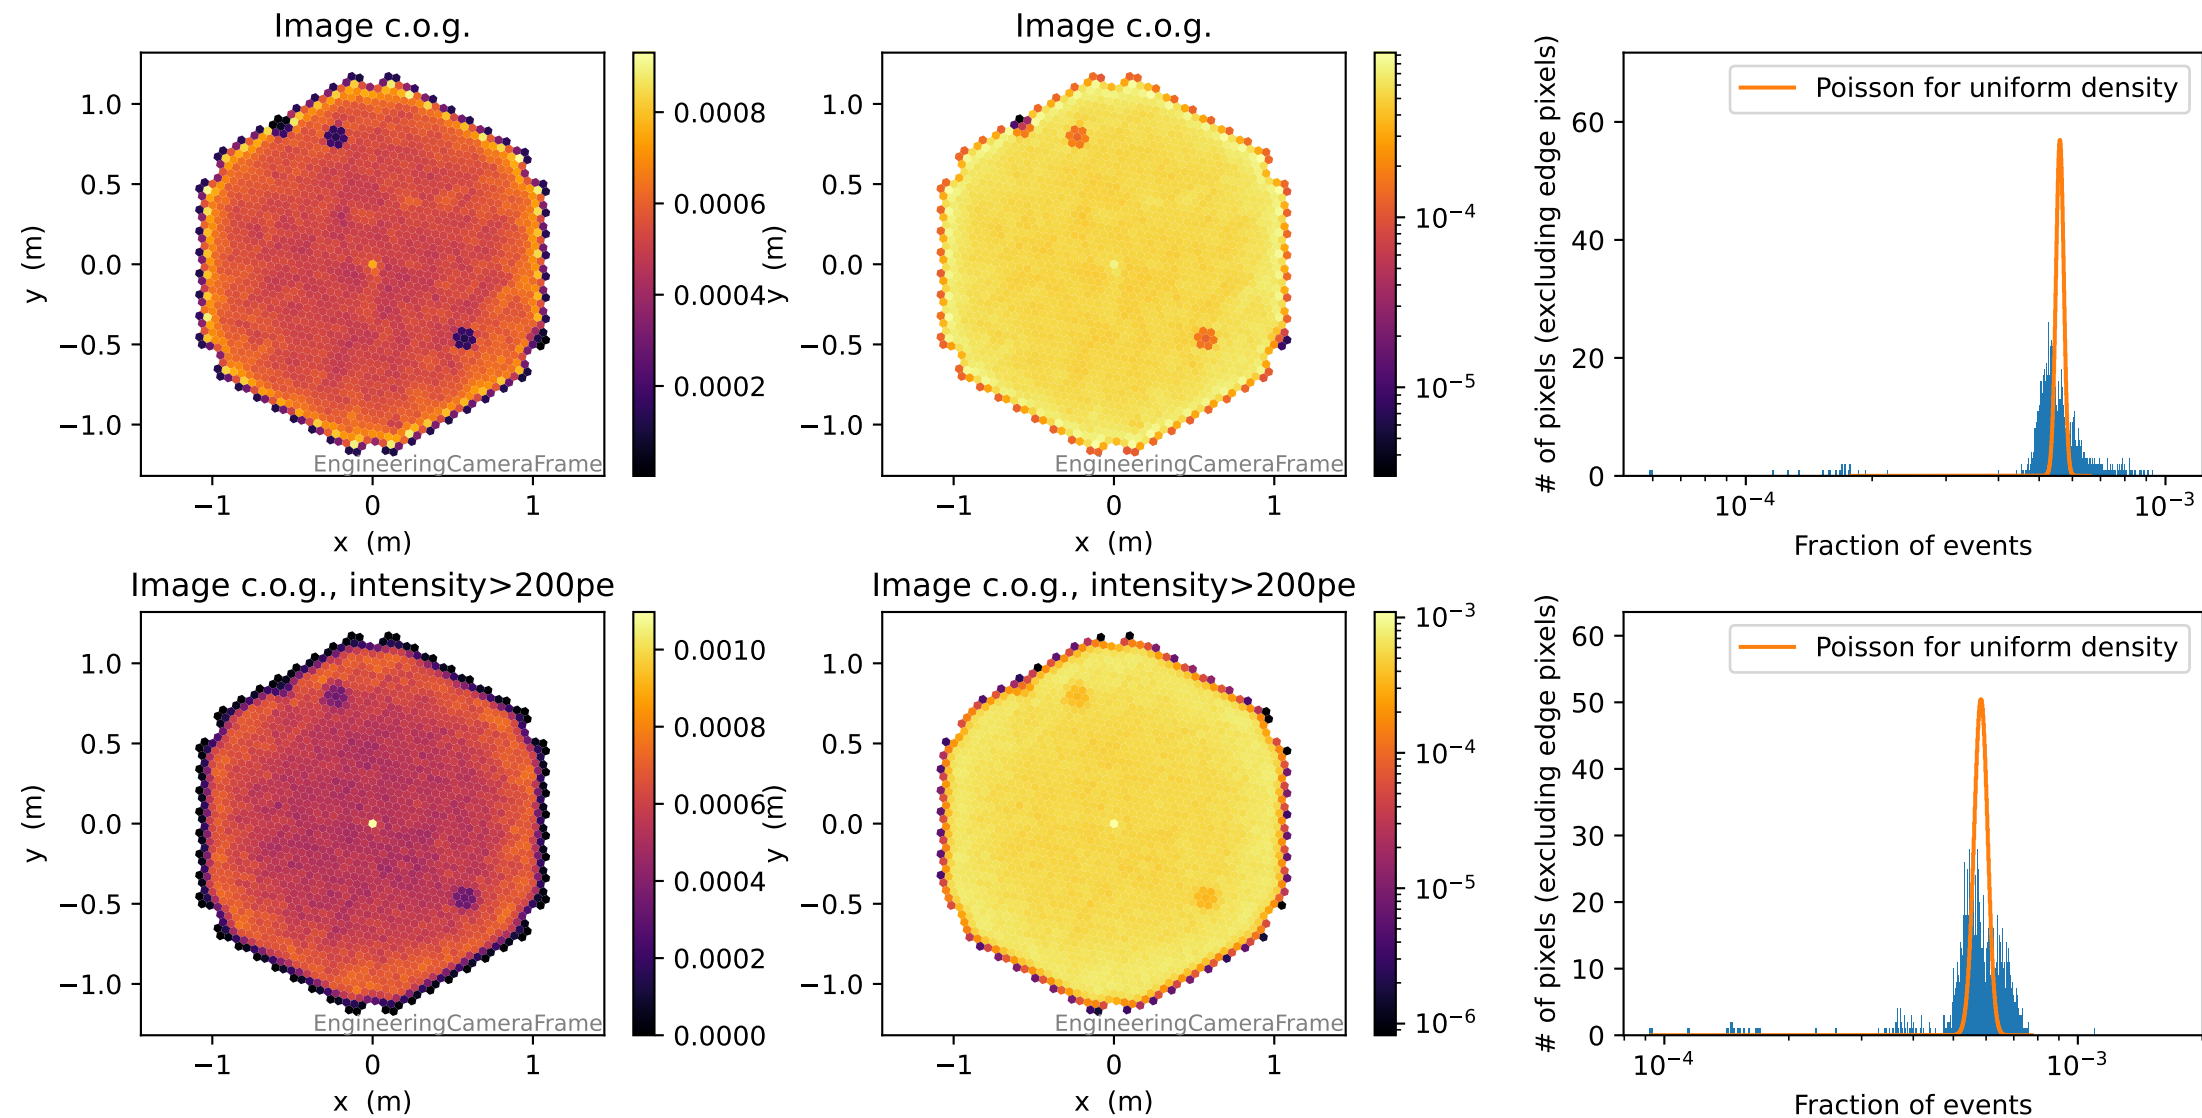 Image c.o.g.
y (m)
1.0
0.5
0.0
−0.5
−1.0
−1 0 1
x (m)
EngineeringCameraFrame
0.0008
0.0006
0.0004
0.0002
Image c.o.g.
y (m)
1.0
0.5
0.0
−0.5
−1.0
−1 0 1
x (m)
EngineeringCameraFrame
10−4
10−5
# of pixels (excluding edge pixels)
60
40
20
0
10−4 10−3
Fraction of events
Poisson for uniform density
Image c.o.g., intensity>200pe
y (m)
1.0
0.5
0.0
−0.5
−1.0
−1 0 1
x (m)
EngineeringCameraFrame
0.0010
0.0008
0.0006
0.0004
0.0002
0.0000
Image c.o.g., intensity>200pe
y (m)
1.0
0.5
0.0
−0.5
−1.0
−1 0 1
x (m)
EngineeringCameraFrame
10−3
10−4
10−5
10−6
# of pixels (excluding edge pixels)
60
50
40
30
20
10
0
10−4 10−3
Fraction of events
Poisson for uniform density